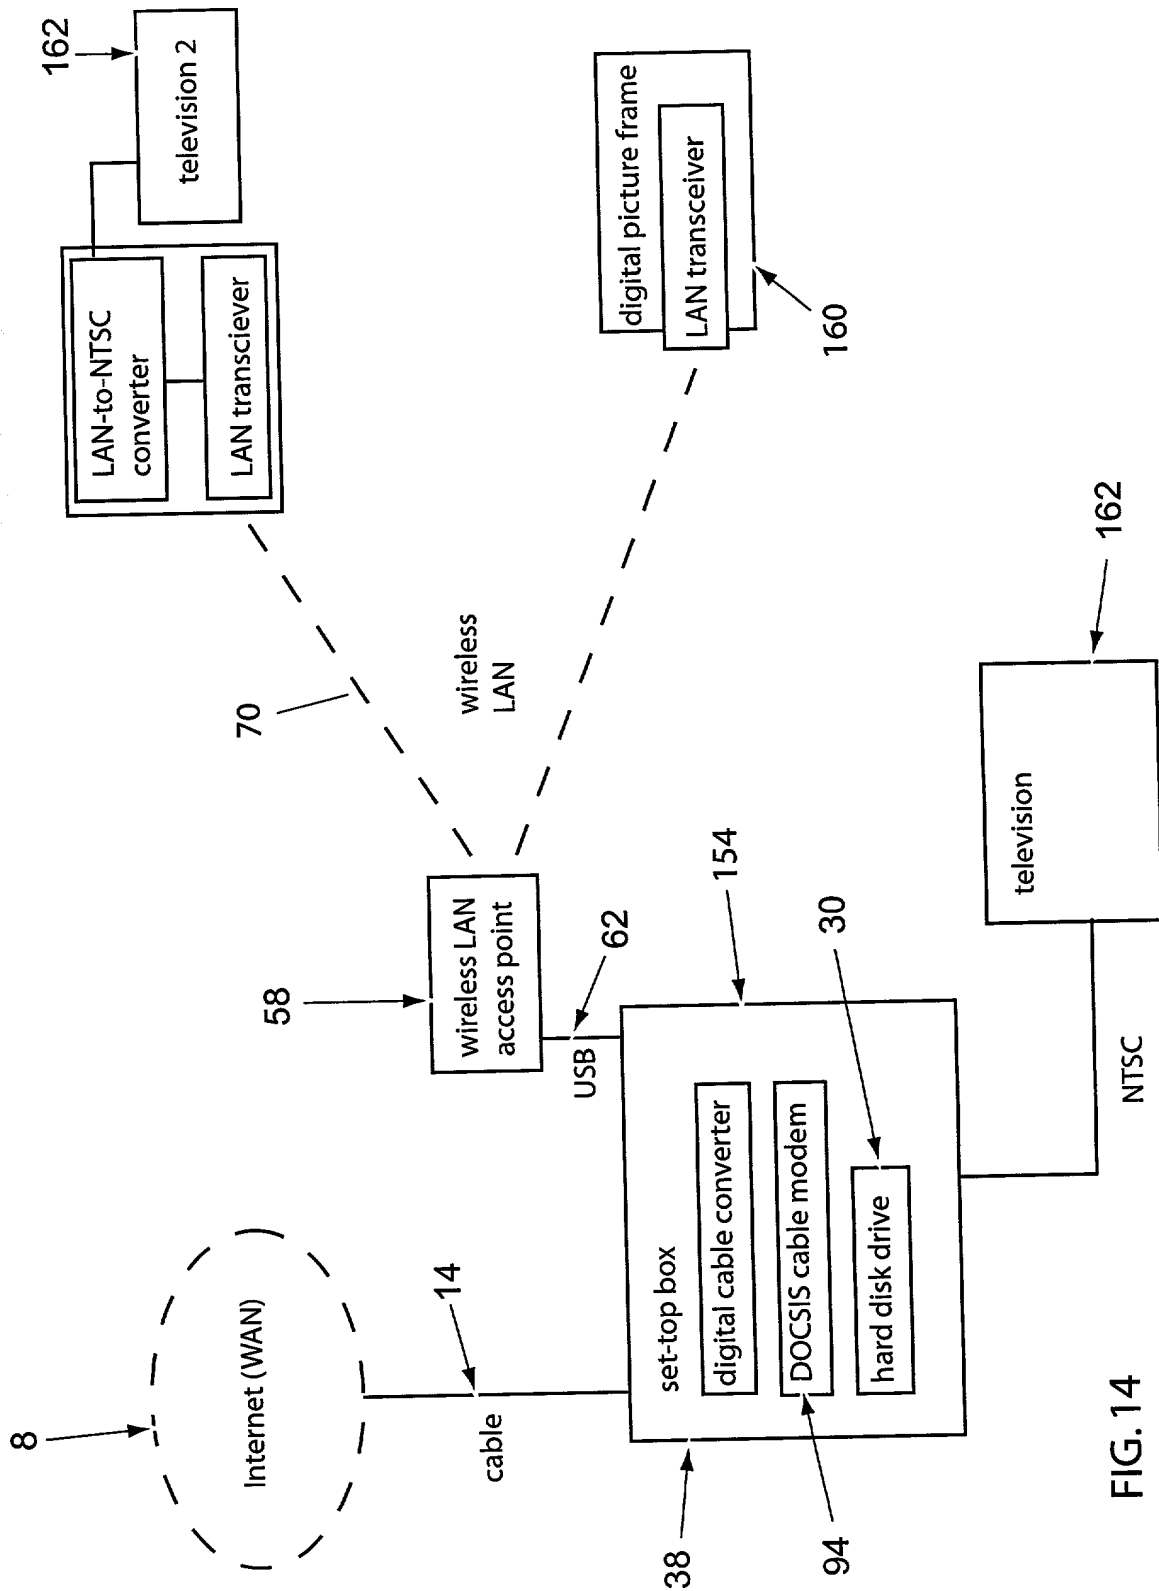 8
Internet (WAN)
14
cable
38
154
set-top box
digital cable converter
DOCSIS cable modem
94
hard disk drive
30
USB
62
58
wireless LAN
access point
70
wireless
LAN
LAN-to-NTSC
converter
LAN transciever
television 2
162
digital picture frame
LAN transceiver
160
NTSC
television
162
FIG. 14